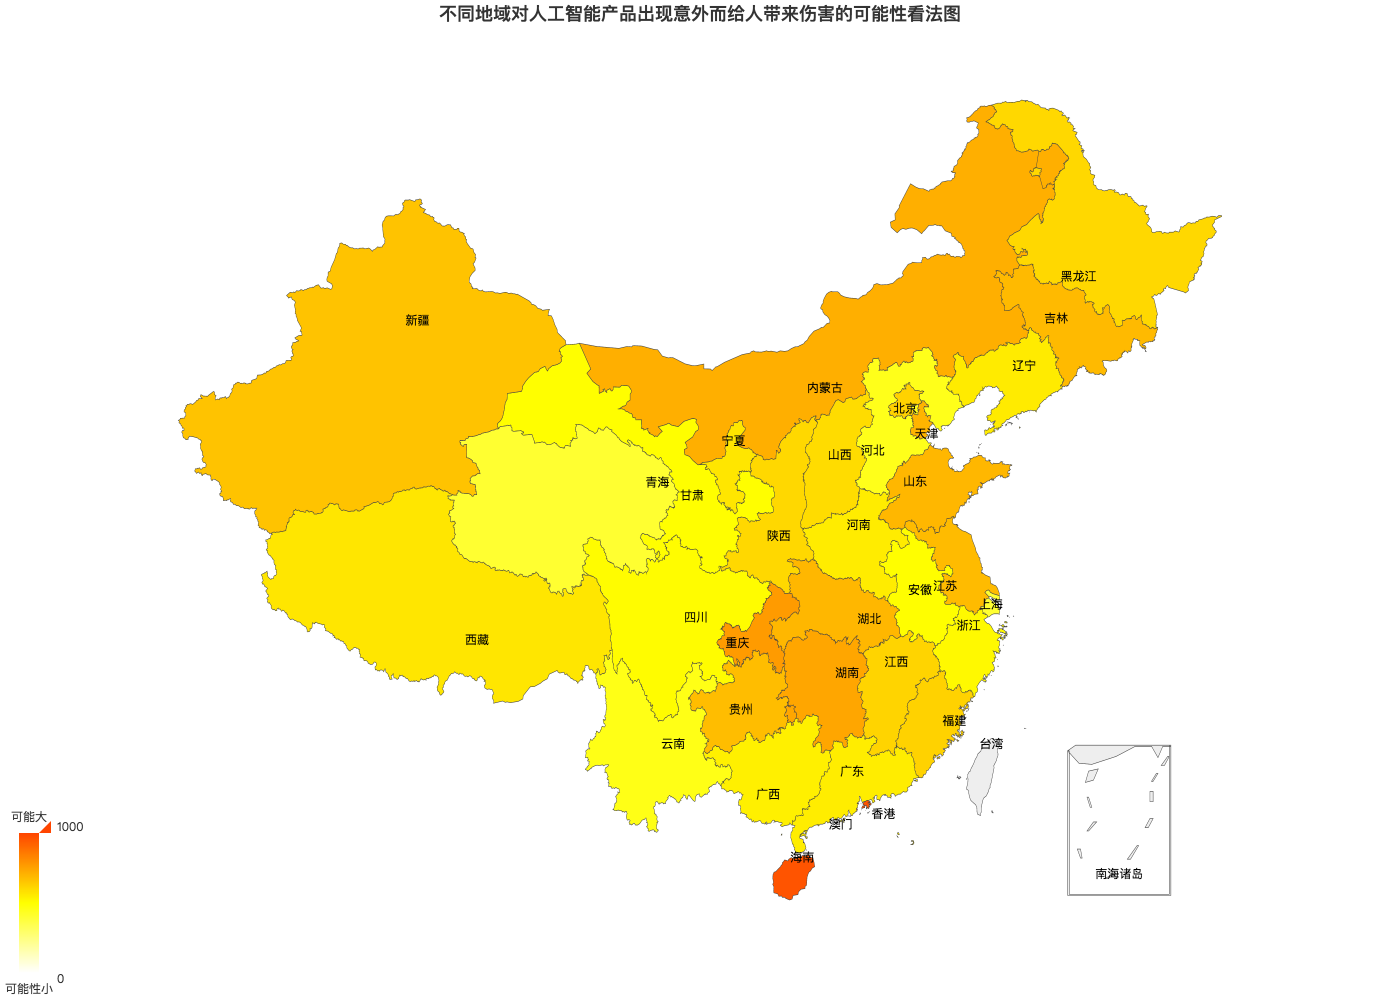 不同地域对人工智能产品出现意外而给人带来伤害的可能性看法图
黑龙江
新疆
吉林
辽宁
内蒙古
北京
天津
宁夏
山西
河北
青海
甘肃
山东
河南
陕西
安徽
江苏
上海
四川
湖北
浙江
西藏
重庆
江西
湖南
贵州
福建
云南
台湾
广东
广西
香港
澳门
海南
南海诸岛
可能大
1000
0
可能性小